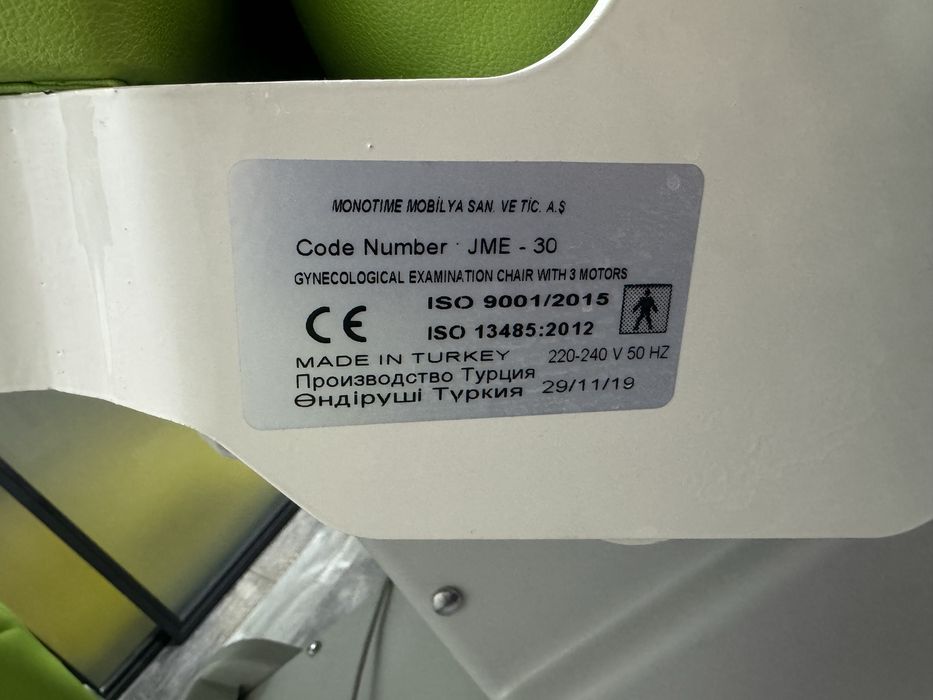 MONOTIME MOBİLYA SAN. VE TİC. A.Ş
Code Number : JME - 30
GYNECOLOGICAL EXAMINATION CHAIR WITH 3 MOTORS
CE
ISO 9001/2015
ISO 13485:2012
MADE IN TURKEY 220-240 V 50 HZ
Производство Турция
Өндіруші Түркия 29/11/19